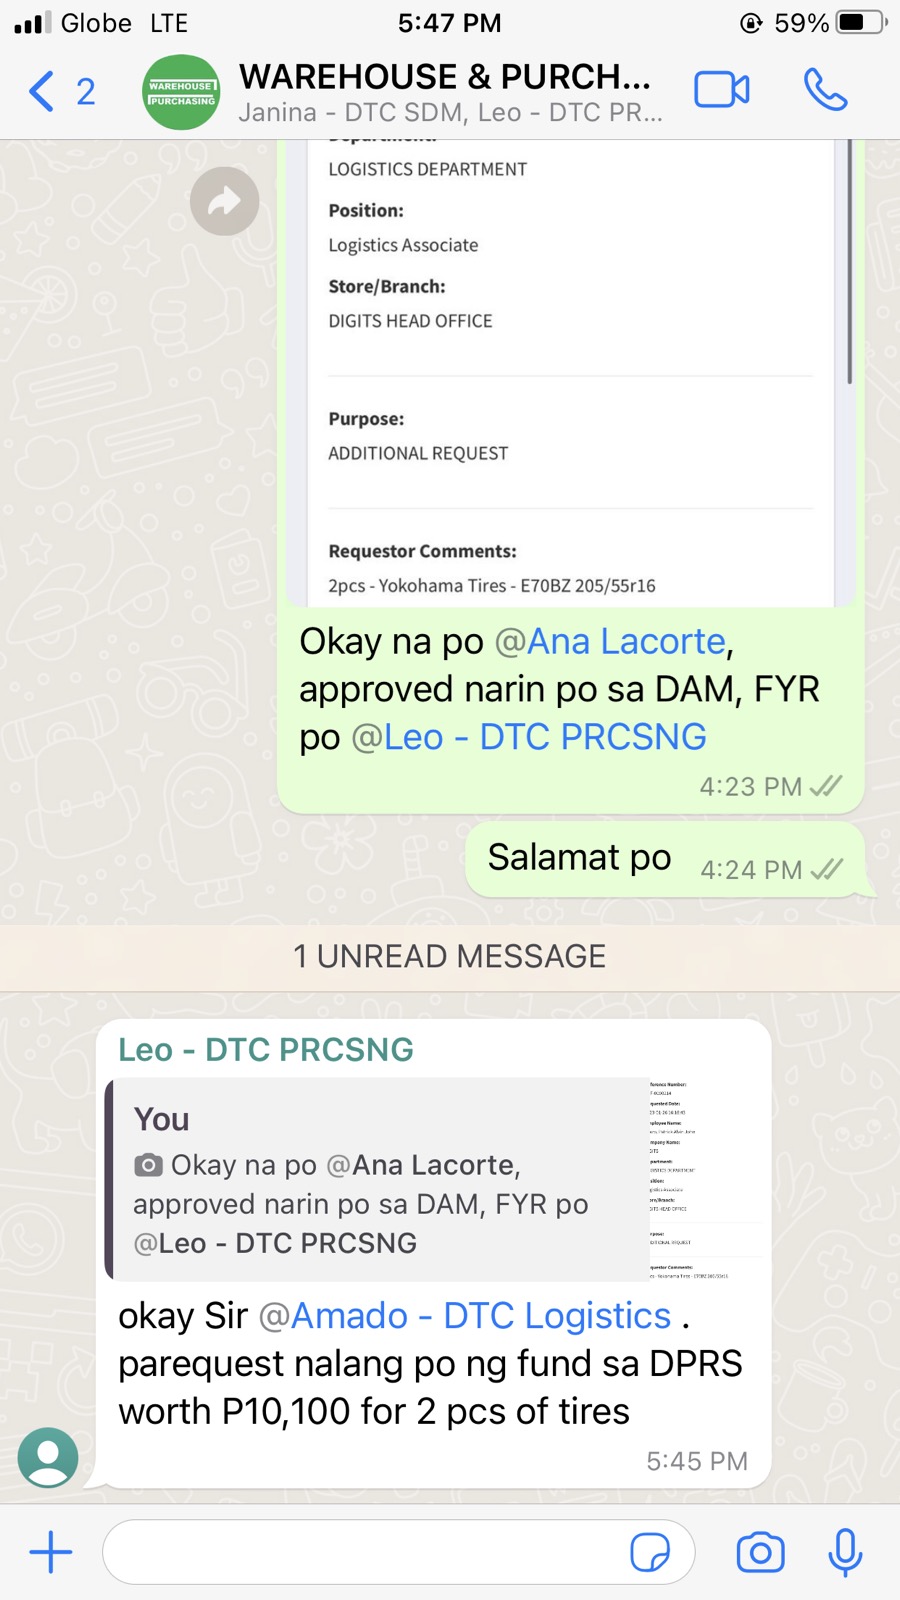 Globe LTE
5:47 PM
59%
2
WAREHOUSE
PURCHASING
WAREHOUSE & PURCH...
Janina - DTC SDM, Leo - DTC PR...
LOGISTICS DEPARTMENT
Position:
Logistics Associate
Store/Branch:
DIGITS HEAD OFFICE
Purpose:
ADDITIONAL REQUEST
Requestor Comments:
2pcs - Yokohama Tires - E70BZ 205/55r16
Okay na po @Ana Lacorte,
approved narin po sa DAM, FYR
po @Leo - DTC PRCSNG
4:23 PM
Salamat po
4:24 PM
1 UNREAD MESSAGE
Leo - DTC PRCSNG
You
Okay na po @Ana Lacorte,
approved narin po sa DAM, FYR po
@Leo - DTC PRCSNG
okay Sir @Amado - DTC Logistics .
parequest nalang po ng fund sa DPRS
worth P10,100 for 2 pcs of tires
5:45 PM